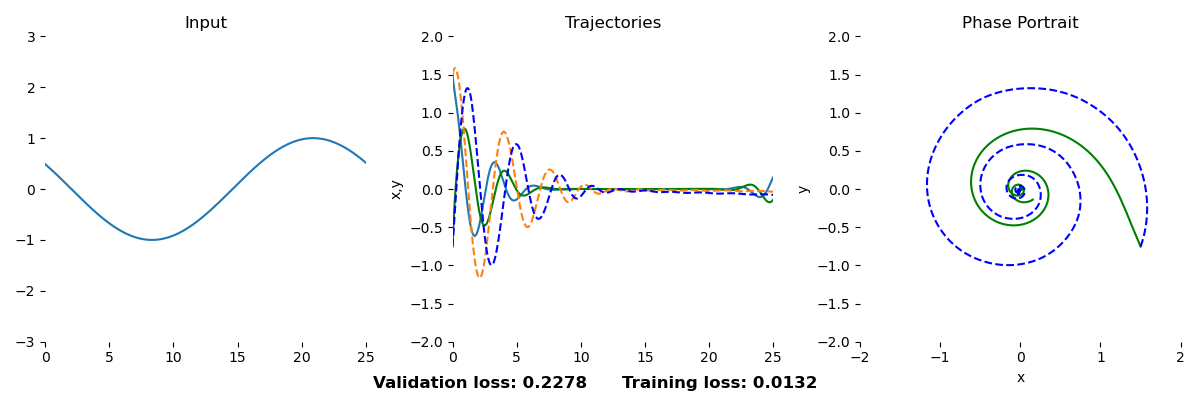 Input
Trajectories
Phase Portrait
3
2
1
0
−1
−2
−3
0 5 10 15 20 25
x,y
2.0
1.5
1.0
0.5
0.0
−0.5
−1.0
−1.5
−2.0
0 5 10 15 20 25
y
2.0
1.5
1.0
0.5
0.0
−0.5
−1.0
−1.5
−2.0
−2 −1 0 1 2
x
Validation loss: 0.2278 Training loss: 0.0132